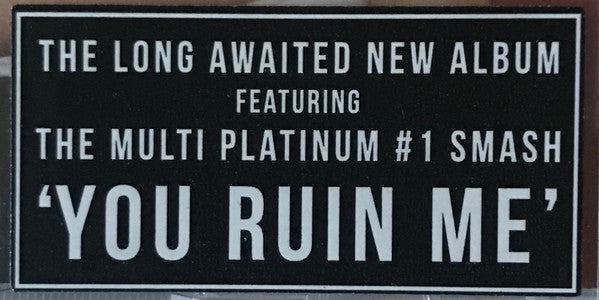 THE LONG AWAITED NEW ALBUM
FEATURING
THE MULTI PLATINUM #1 SMASH
‘YOU RUIN ME’